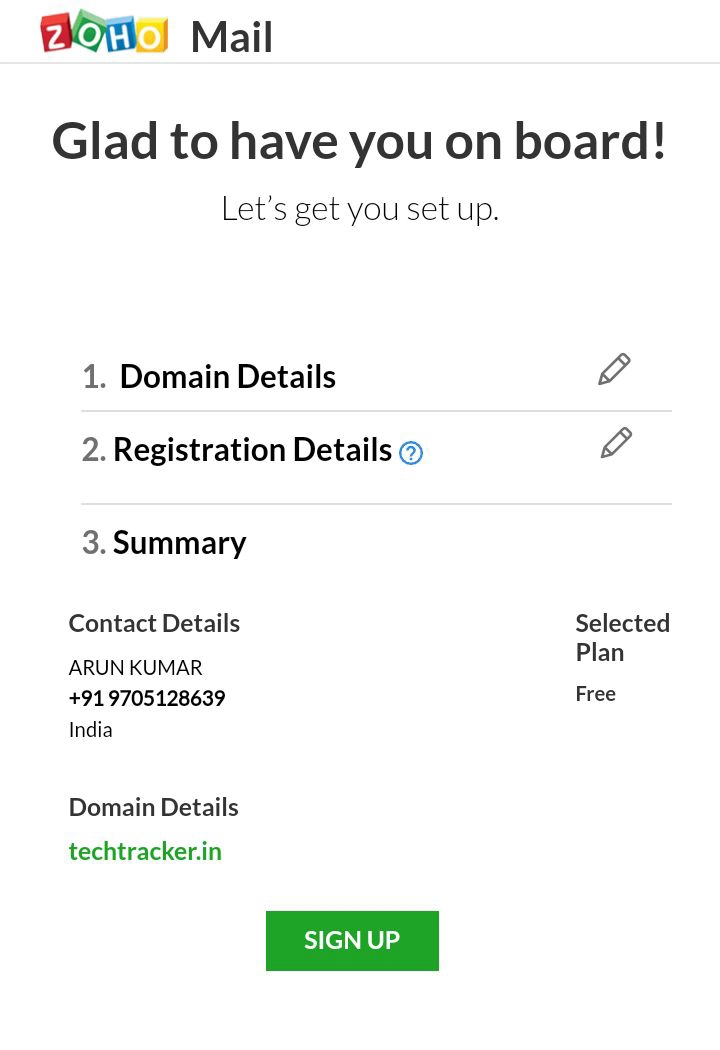 ZOHO Mail
Glad to have you on board!
Let’s get you set up.
1. Domain Details
2. Registration Details ?
3. Summary
Contact Details
ARUN KUMAR
+91 9705128639
India
Selected
Plan
Free
Domain Details
techtracker.in
SIGN UP